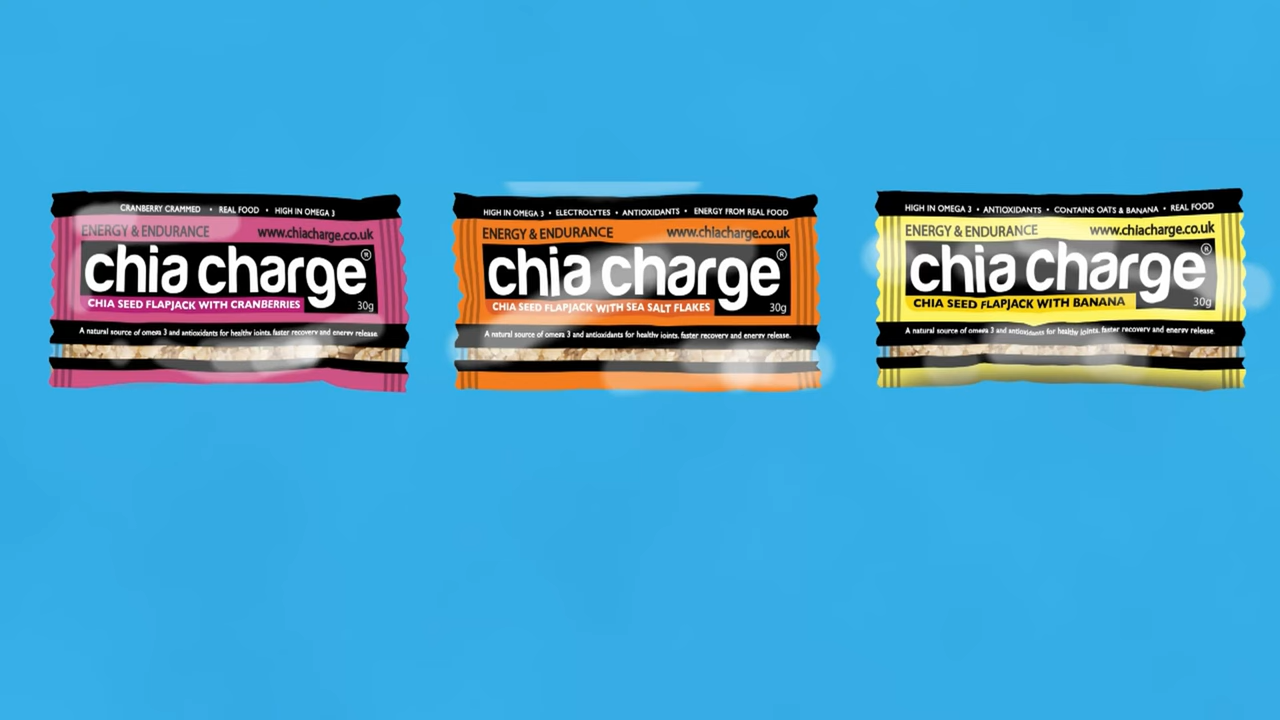 CRANBERRY CRAMMED • REAL FOOD • HIGH IN OMEGA 3
ENERGY & ENDURANCE www.chiacharge.co.uk
chia charge®
CHIA SEED FLAPJACK WITH CRANBERRIES 30g
A natural source of omega 3 and antioxidants for healthy joints, faster recovery and energy release.
HIGH IN OMEGA 3 • ELECTROLYTES • ANTIOXIDANTS • ENERGY FROM REAL FOOD
ENERGY & ENDURANCE www.chiacharge.co.uk
chia charge®
CHIA SEED FLAPJACK WITH SEA SALT FLAKES 30g
A natural source of omega 3 and antioxidants for healthy joints, faster recovery and energy release.
HIGH IN OMEGA 3 • ANTIOXIDANTS • CONTAINS OATS & BANANA • REAL FOOD
ENERGY & ENDURANCE www.chiacharge.co.uk
chia charge®
CHIA SEED FLAPJACK WITH BANANA 30g
A natural source of omega 3 and antioxidants for healthy joints, faster recovery and energy release.